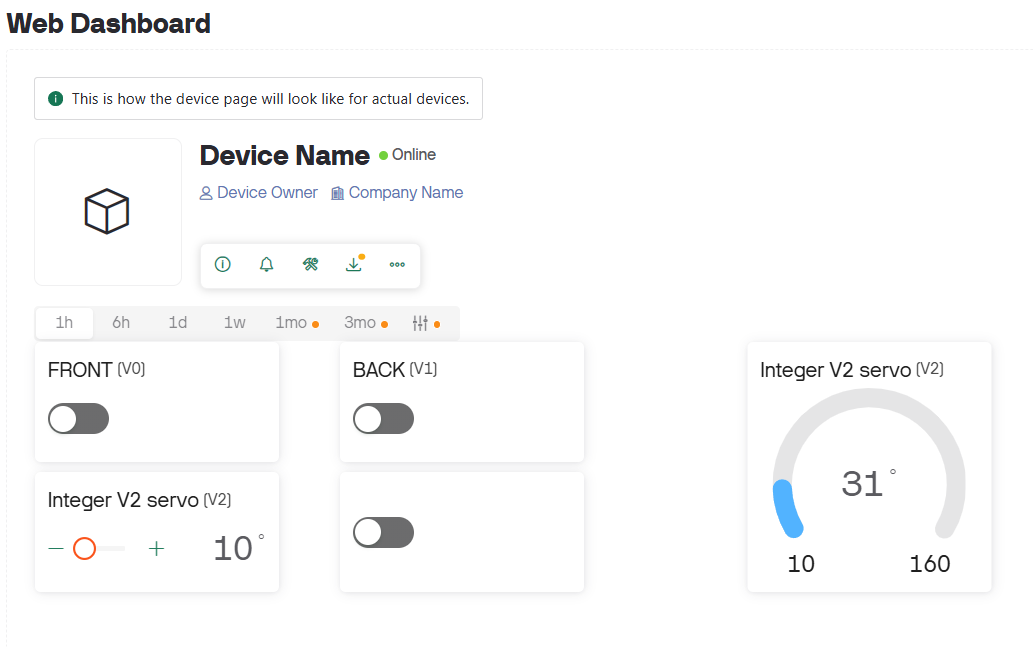 Web Dashboard
This is how the device page will look like for actual devices.
Device Name Online
Device Owner Company Name
1h 6h 1d 1w 1mo 3mo
FRONT (V0)
BACK (V1)
Integer V2 servo (V2)
31°
10 160
Integer V2 servo (V2)
− + 10°